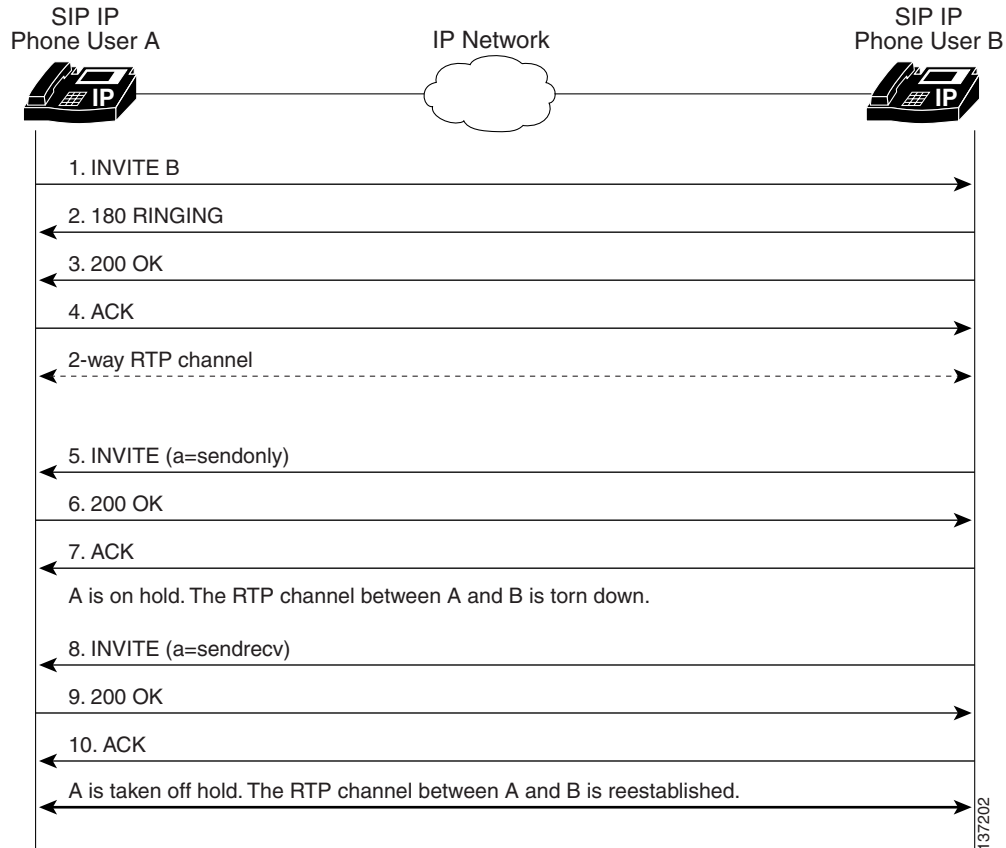 SIP IP
Phone User A
IP Network
SIP IP
Phone User B
IP
IP
1. INVITE B
2. 180 RINGING
3. 200 OK
4. ACK
2-way RTP channel
5. INVITE (a=sendonly)
6. 200 OK
7. ACK
A is on hold. The RTP channel between A and B is torn down.
8. INVITE (a=sendrecv)
9. 200 OK
10. ACK
A is taken off hold. The RTP channel between A and B is reestablished.
137202